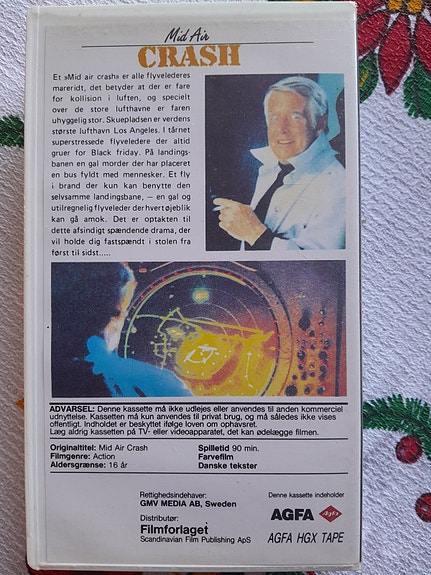 Mid Air
CRASH
Et »Mid air crash» er alle flyvelederes
mareridt, det betyder at der er fare
for kollision i luften, og specielt
over de store lufthavne er faren
uhyggelig stor. Skuepladsen er verdens
største lufthavn Los Angeles. I tårnet
superstressede flyveledere der altid
gruer for Black friday. På landings-
banen en gal morder der har placeret
en bus fyldt med mennesker. Et fly
i brand der kun kan benytte den
selvsamme landingsbane, — en gal og
utilregnelig flyveleder der hvert øjeblik
kan gå amok. Det er optakten til
dette afsindigt spændende drama, der
vil holde dig fastspændt i stolen fra
først til sidst.....
ADVARSEL: Denne kassette må ikke udlejes eller anvendes til anden kommerciel
udnyttelse. Kassetten må kun anvendes til privat brug, og må således ikke vises
offentligt. Indholdet er beskyttet ifølge loven om ophavsret.
Læg aldrig kassetten på TV- eller videoapparatet, det kan ødelægge filmen.
Originaltitel: Mid Air Crash
Filmgenre: Action
Aldersgrænse: 16 år
Spilletid 90 min.
Farvefilm
Danske tekster
Rettighedsindehaver:
GMV MEDIA AB, Sweden
Distributør:
Filmforlaget
Scandinavian Film Publishing ApS
Denne kassette indeholder
AGFA
AGFA HGX TAPE